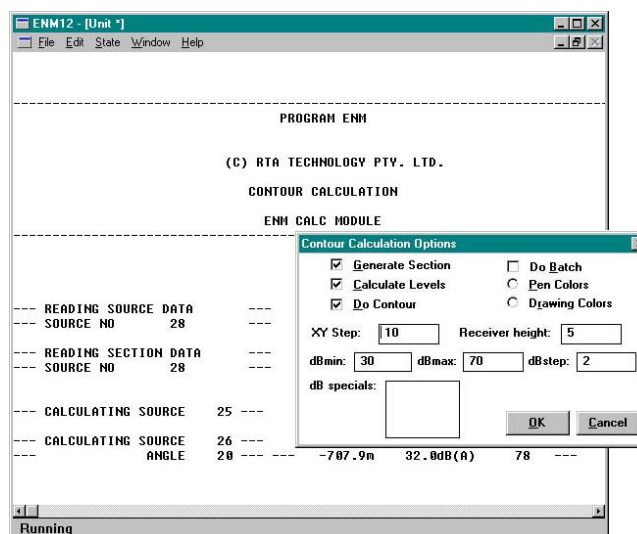 ENM12 - [Unit *]
File Edit State Window Help
PROGRAM ENM
(C) RTA TECHNOLOGY PTY. LTD.
CONTOUR CALCULATION
ENM CALC MODULE
--- READING SOURCE DATA ---
--- SOURCE NO 28 ---
--- READING SECTION DATA ---
--- SOURCE NO 28 ---
--- CALCULATING SOURCE 25 ---
--- CALCULATING SOURCE 26 ---
--- ANGLE 20 --- --- -707.9m 32.0dB(A) 78 ---
Contour Calculation Options
Generate Section Do Batch
Calculate Levels Pen Colors
Do Contour Drawing Colors
XY Step: 10 Receiver height: 5
dBmin: 30 dBmax: 70 dBstep: 2
dB specials:
OK Cancel
Running